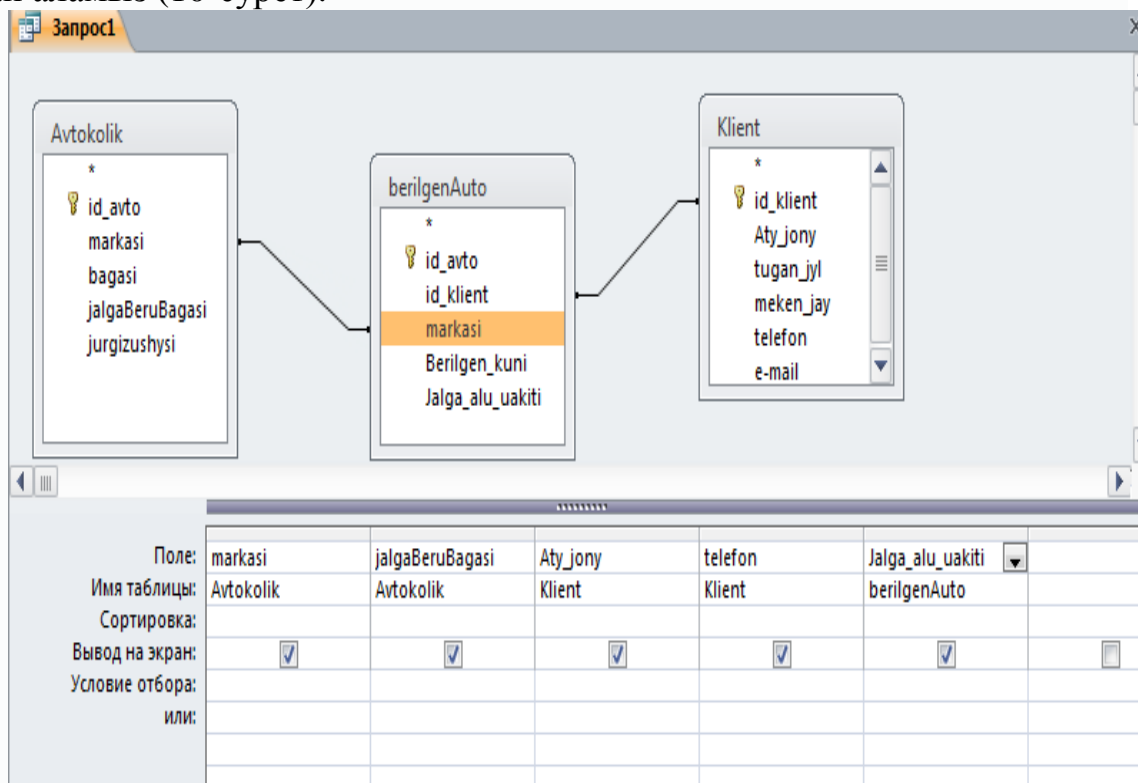 Запрос1
Avtokolik
*
id_avto
markasi
bagasi
jalgaBeruBagasi
jurgizushysi
berilgenAuto
*
id_avto
id_klient
markasi
Berilgen_kuni
Jalga_alu_uakiti
Klient
*
id_klient
Aty_jony
tugan_jyl
meken_jay
telefon
e-mail
Поле: markasi jalgaBeruBagasi Aty_jony telefon Jalga_alu_uakiti
Имя таблицы: Avtokolik Avtokolik Klient Klient berilgenAuto
Сортировка:
Вывод на экран:
Условие отбора:
или: